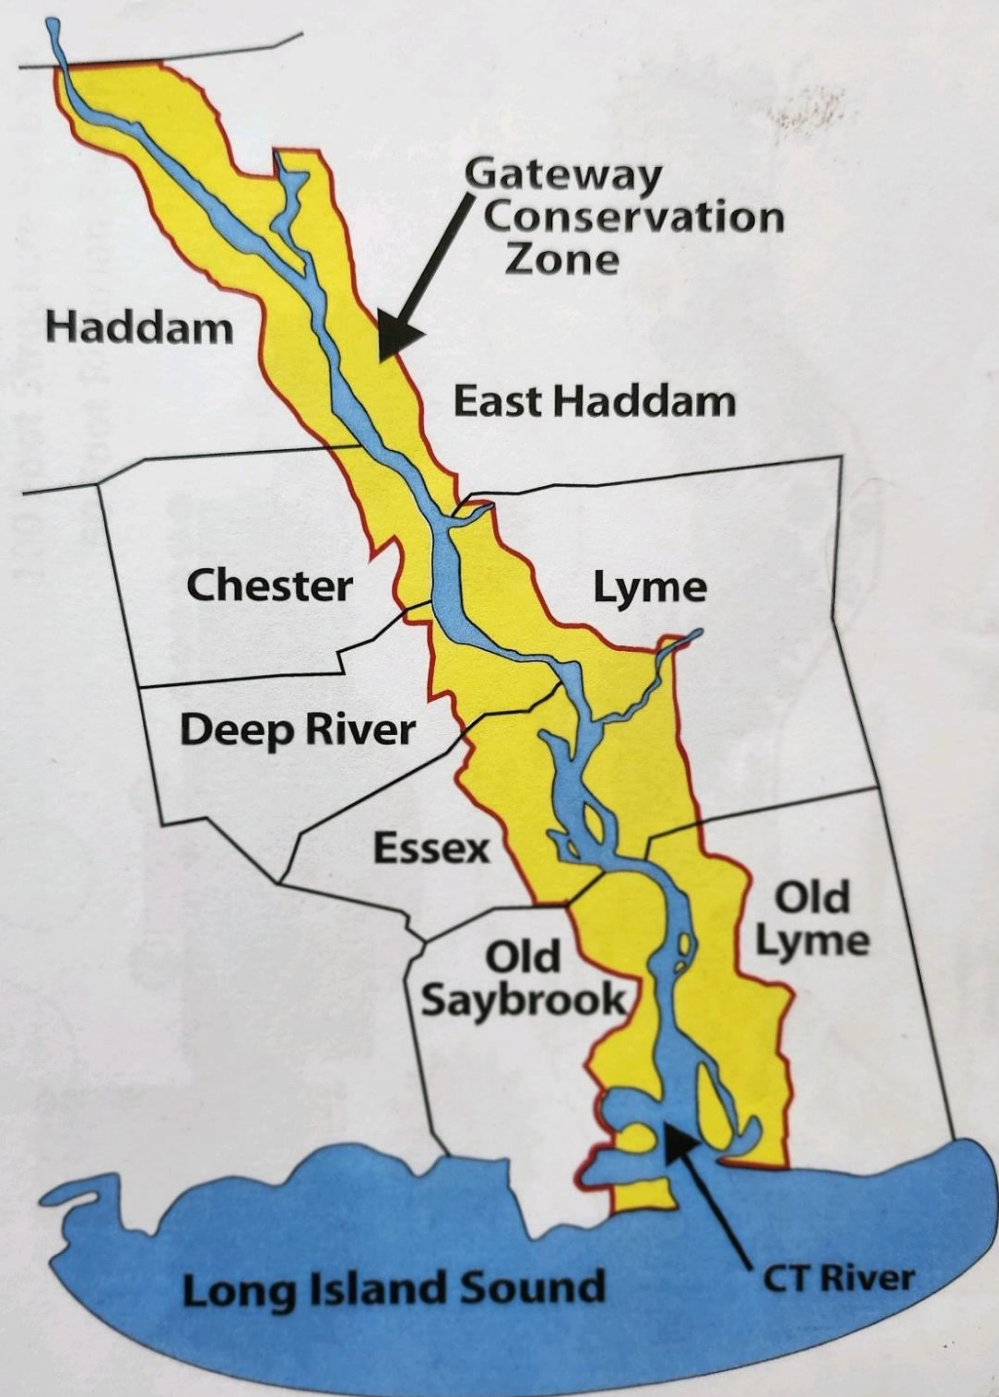 Gateway
Conservation
Zone
Haddam
East Haddam
Chester
Lyme
Deep River
Essex
Old
Lyme
Old
Saybrook
CT River
Long Island Sound